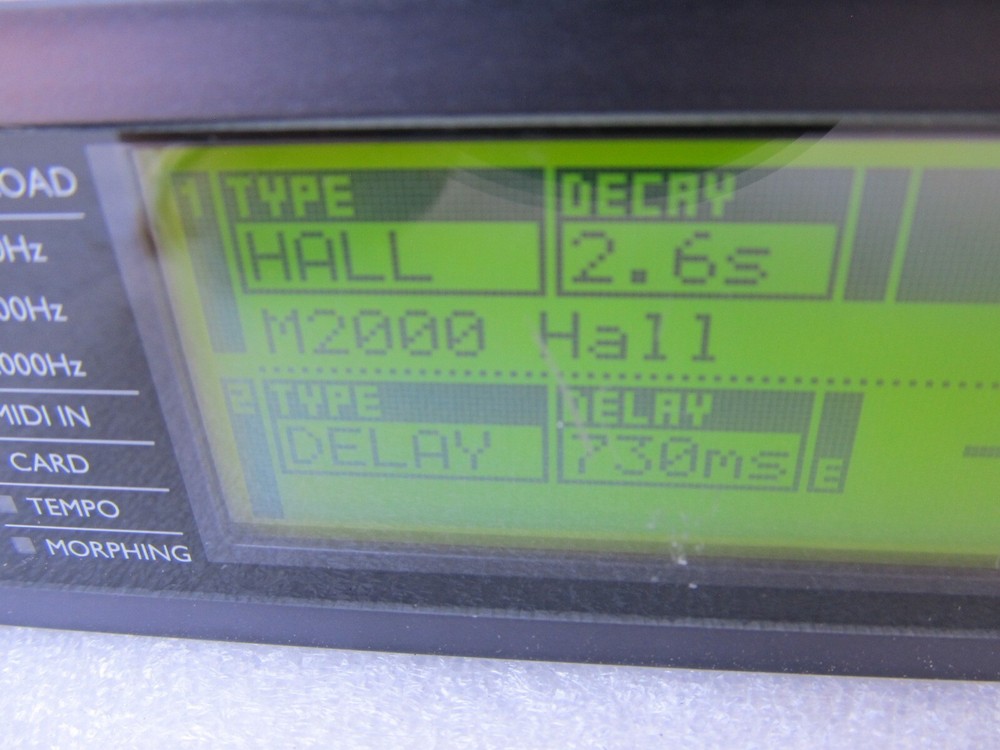 OAD
0Hz
00Hz
000Hz
MIDI IN
CARD
TEMPO
MORPHING
1 TYPE DECAY
HALL 2.6s
M2000 Hall
2 TYPE DELAY
DELAY 730ms E